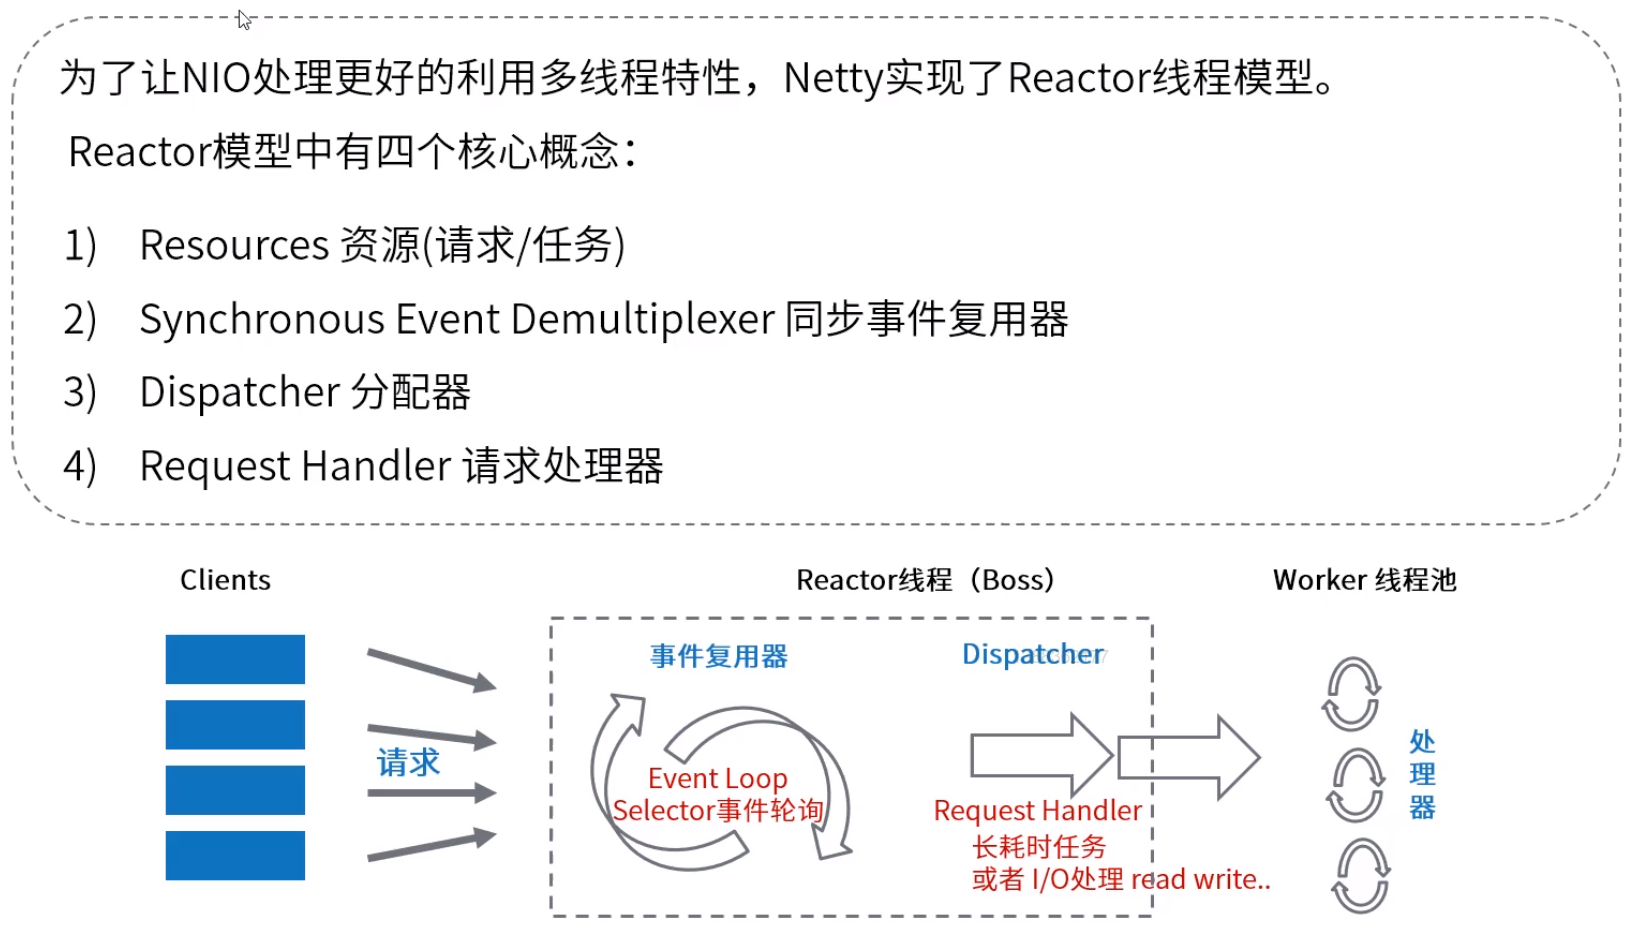 为了让NIO处理更好的利用多线程特性，Netty实现了Reactor线程模型。
Reactor模型中有四个核心概念：
1) Resources 资源(请求/任务)
2) Synchronous Event Demultiplexer 同步事件复用器
3) Dispatcher 分配器
4) Request Handler 请求处理器
Clients
Reactor线程（Boss）
Worker 线程池
请求
事件复用器
Dispatcher
Event Loop
Selector事件轮询
Request Handler
长耗时任务
或者 I/O处理 read write..
处
理
器